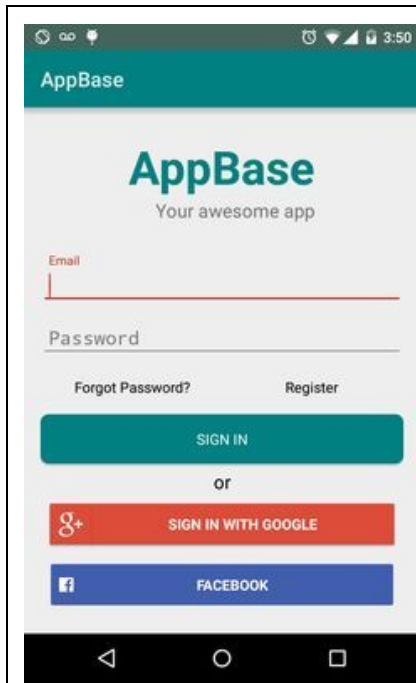 3:50
AppBase
AppBase
Your awesome app
Email
Password
Forgot Password? Register
SIGN IN
or
g+ SIGN IN WITH GOOGLE
f FACEBOOK